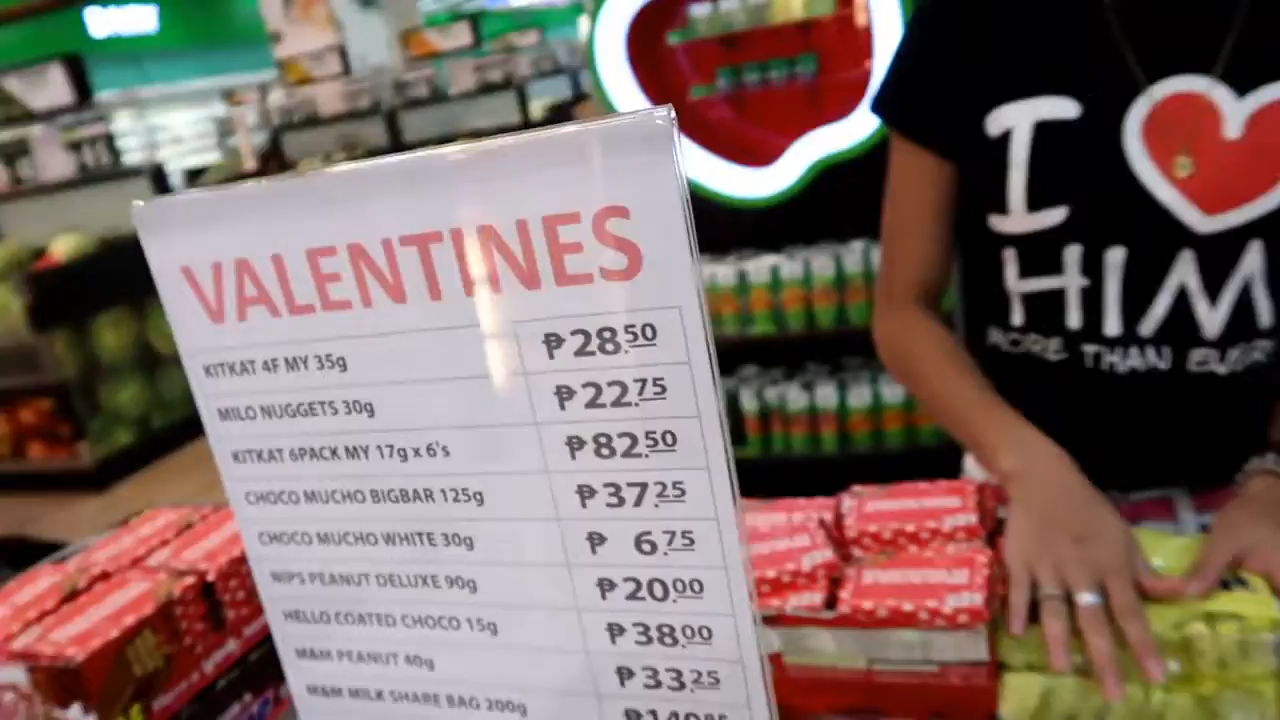 VALENTINES
KITKAT 4F MY 35g ₱28.50
MILO NUGGETS 30g ₱22.75
KITKAT 6PACK MY 17g x 6's ₱82.50
CHOCO MUCHO BIGBAR 125g ₱37.25
CHOCO MUCHO WHITE 30g ₱ 6.75
NIPS PEANUT DELUXE 90g ₱20.00
HELLO COATED CHOCO 15g ₱38.00
M&M PEANUT 40g ₱33.25
M&M MILK SHARE BAG 200g
I ❤
HIM
MORE THAN